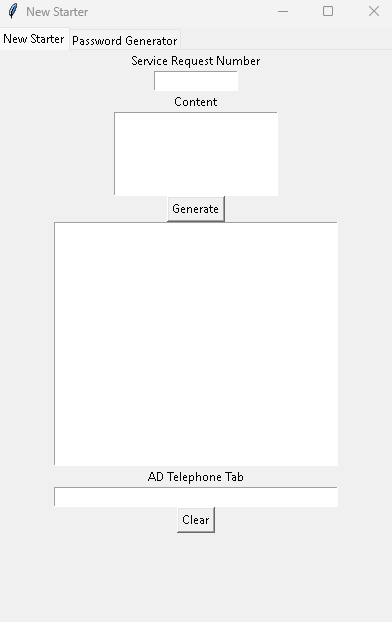 New Starter
New Starter Password Generator
Service Request Number
Content
Generate
AD Telephone Tab
Clear